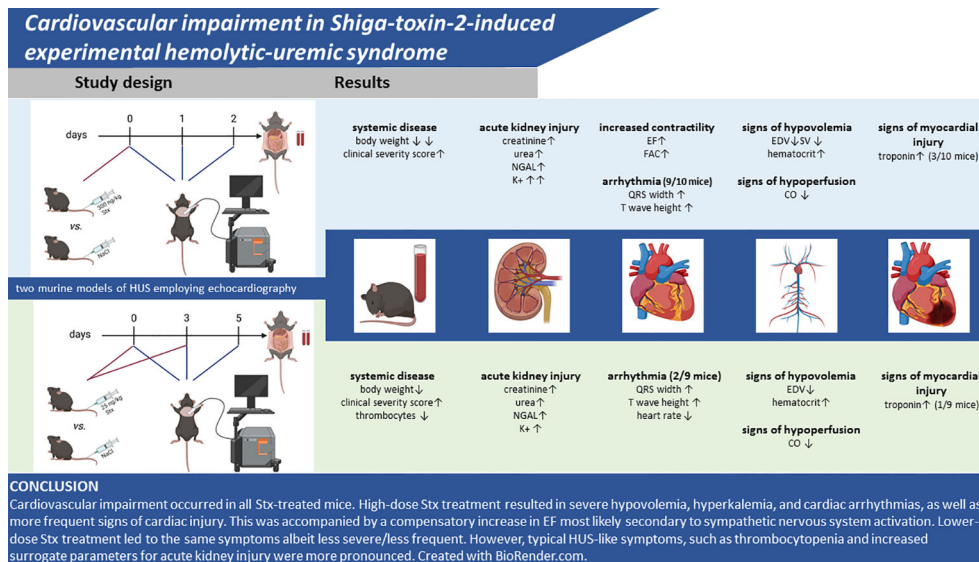 Cardiovascular impairment in Shiga-toxin-2-induced
experimental hemolytic-uremic syndrome
Study design
Results
days
0
1
2
300 ng/kg
Stx
vs.
NaCl
systemic disease
body weight ↓ ↓
clinical severity score↑
acute kidney injury
creatinine↑
urea↑
NGAL↑
K+ ↑↑
increased contractility
EF↑
FAC↑
arrhythmia (9/10 mice)
QRS width ↑
T wave height ↑
signs of hypovolemia
EDV↓SV ↓
hematocrit↑
signs of hypoperfusion
CO ↓
signs of myocardial
injury
troponin↑ (3/10 mice)
two murine models of HUS employing echocardiography
days
0
3
5
25 ng/kg
Stx
vs.
NaCl
systemic disease
body weight↓
clinical severity score↑
thrombocytes ↓
acute kidney injury
creatinine↑
urea↑
NGAL↑
K+ ↑
arrhythmia (2/9 mice)
QRS width ↑
T wave height ↑
heart rate ↓
signs of hypovolemia
EDV↓
hematocrit↑
signs of hypoperfusion
CO ↓
signs of myocardial
injury
troponin↑ (1/9 mice)
CONCLUSION
Cardiovascular impairment occurred in all Stx-treated mice. High-dose Stx treatment resulted in severe hypovolemia, hyperkalemia, and cardiac arrhythmias, as well as
more frequent signs of cardiac injury. This was accompanied by a compensatory increase in EF most likely secondary to sympathetic nervous system activation. Lower-
dose Stx treatment led to the same symptoms albeit less severe/less frequent. However, typical HUS-like symptoms, such as thrombocytopenia and increased
surrogate parameters for acute kidney injury were more pronounced. Created with BioRender.com.